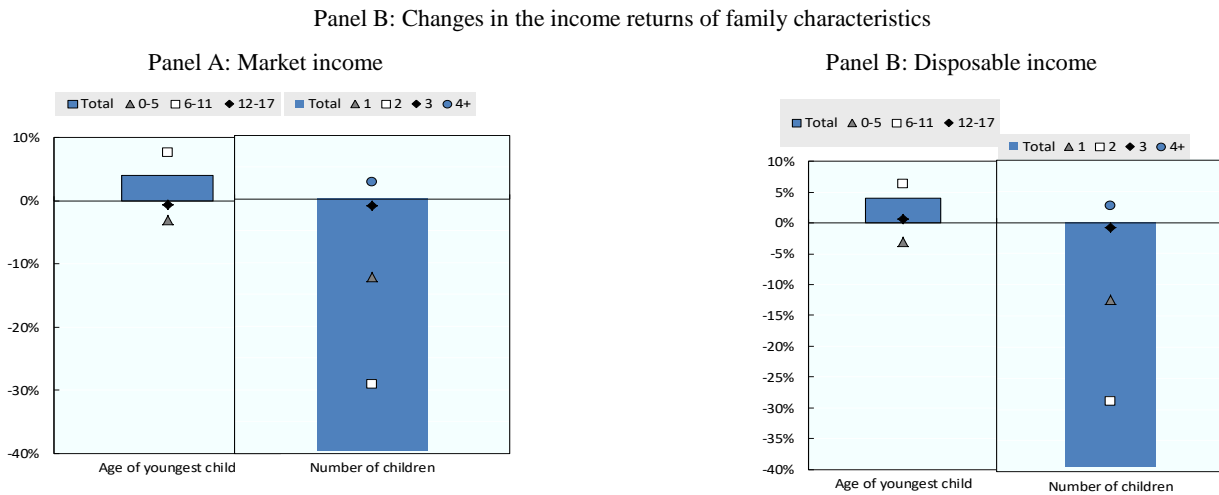 Panel B: Changes in the income returns of family characteristics
Panel A: Market income
Total 0-5 6-11 12-17 Total 1 2 3 4+
10%
0%
-10%
-20%
-30%
-40%
Age of youngest child Number of children
Panel B: Disposable income
Total 0-5 6-11 12-17
Total 1 2 3 4+
10%
5%
0%
-5%
-10%
-15%
-20%
-25%
-30%
-35%
-40%
Age of youngest child Number of children